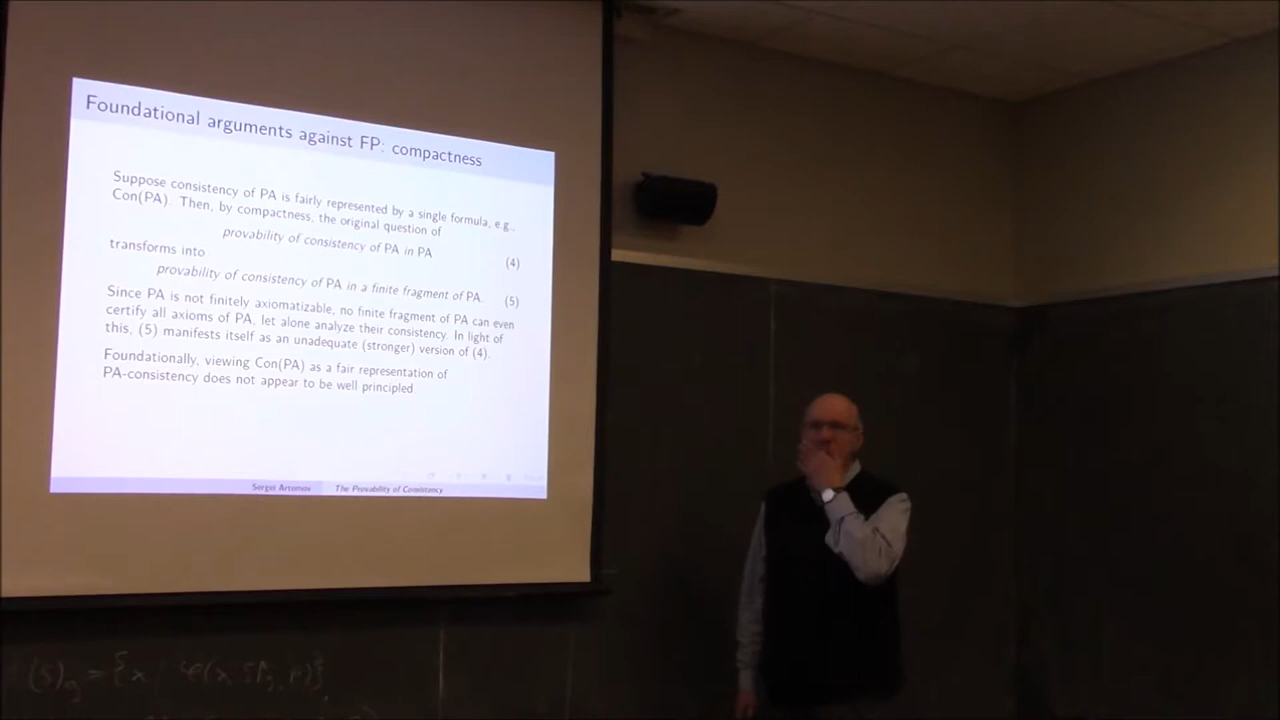 Foundational arguments against FP: compactness
Suppose consistency of PA is fairly represented by a single formula, e.g.,
Con(PA). Then, by compactness, the original question of
provability of consistency of PA in PA
(4)
transforms into
provability of consistency of PA in a finite fragment of PA.
(5)
Since PA is not finitely axiomatizable, no finite fragment of PA can even
certify all axioms of PA, let alone analyze their consistency. In light of
this, (5) manifests itself as an unadequate (stronger) version of (4).
Foundationally, viewing Con(PA) as a fair representation of
PA-consistency does not appear to be well principled.
Sergei Artemov The Provability of Consistency